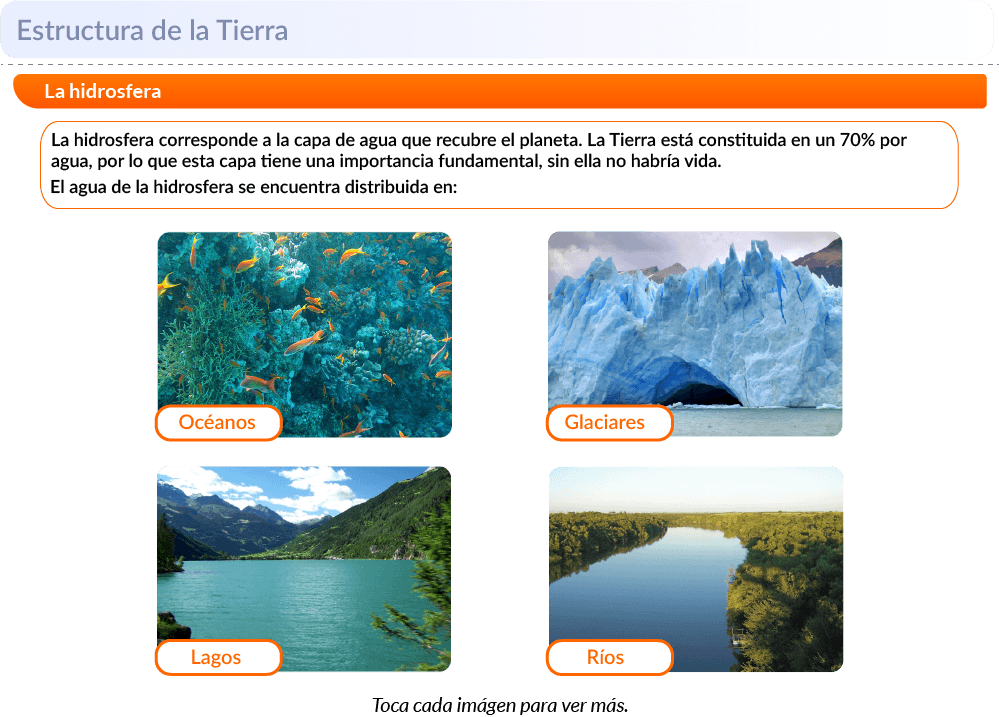 Estructura de la Tierra
La hidrosfera
La hidrosfera corresponde a la capa de agua que recubre el planeta. La Tierra está constituida en un 70% por
agua, por lo que esta capa tiene una importancia fundamental, sin ella no habría vida.
El agua de la hidrosfera se encuentra distribuida en:
Océanos
Glaciares
Lagos
Ríos
Toca cada imágen para ver más.